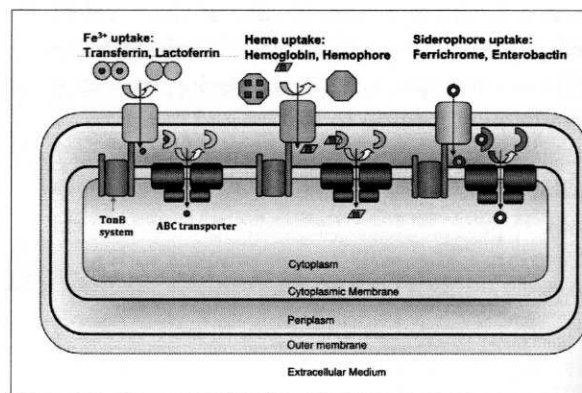 Fe³⁺ uptake:
Transferrin, Lactoferrin
Heme uptake:
Hemoglobin, Hemophore
Siderophore uptake:
Ferrichrome, Enterobactin
TonB
system
ABC transporter
Cytoplasm
Cytoplasmic Membrane
Periplasm
Outer membrane
Extracellular Medium